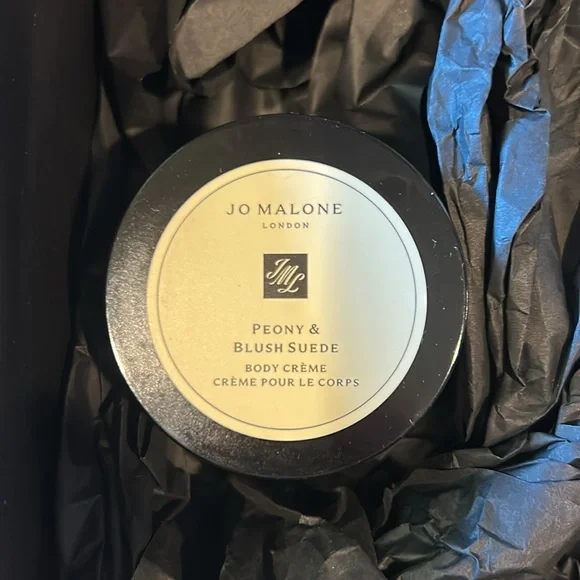 JO MALONE
LONDON
JML
PEONY &
BLUSH SUEDE
BODY CRÈME
CRÈME POUR LE CORPS